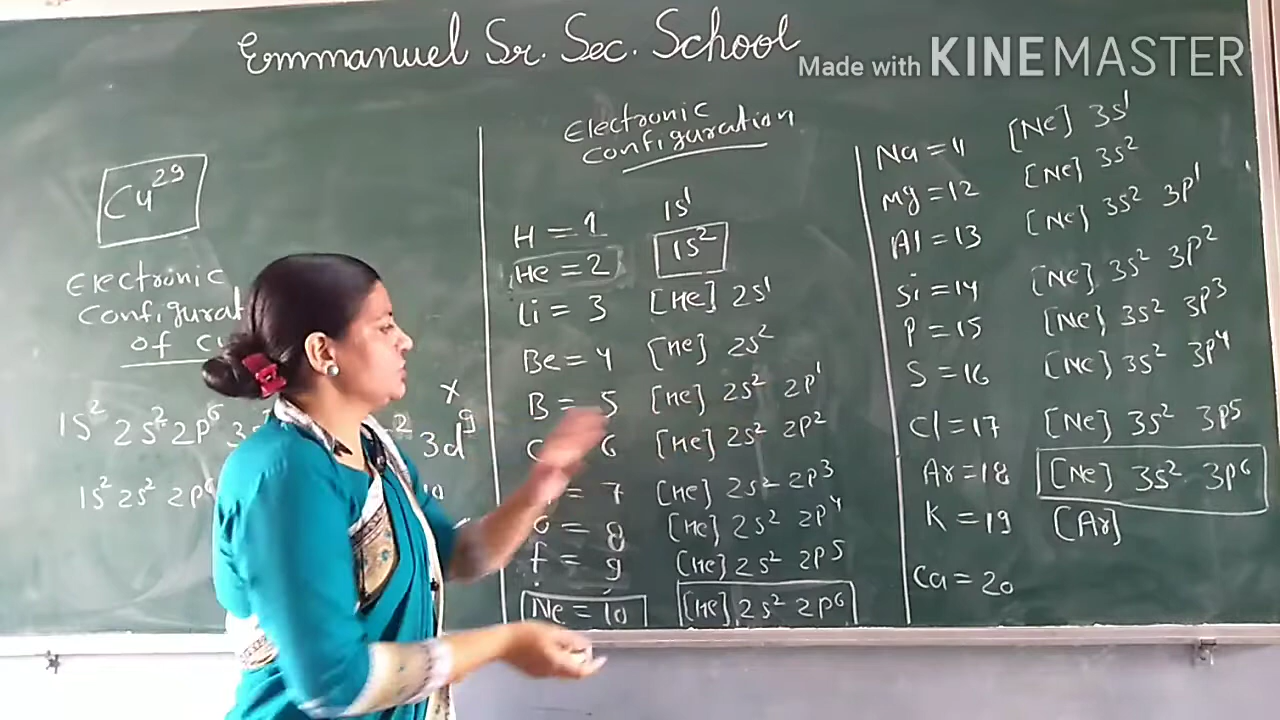 Emmanuel Sr. Sec. School
Made with KINEMASTER
Cu²⁹
Electronic
Configurat
of Cu
1s² 2s² 2p⁶ 3s² ² 3d⁹
x
1s² 2s² 2p⁶ 10
Electronic
Configuration
H = 1 1s¹
He = 2 1s²
Li = 3 [He] 2s¹
Be = 4 [He] 2s²
B = 5 [He] 2s² 2p¹
C 6 [He] 2s² 2p²
= 7 [He] 2s² 2p³
O = 8 [He] 2s² 2p⁴
f = 9 [He] 2s² 2p⁵
Ne = 10 [He] 2s² 2p⁶
Na = 11 [Ne] 3s¹
Mg = 12 [Ne] 3s²
Al = 13 [Ne] 3s² 3p¹
Si = 14 [Ne] 3s² 3p²
P = 15 [Ne] 3s² 3p³
S = 16 [Ne] 3s² 3p⁴
Cl = 17 [Ne] 3s² 3p⁵
Ar = 18 [Ne] 3s² 3p⁶
K = 19 [Ar]
Ca = 20